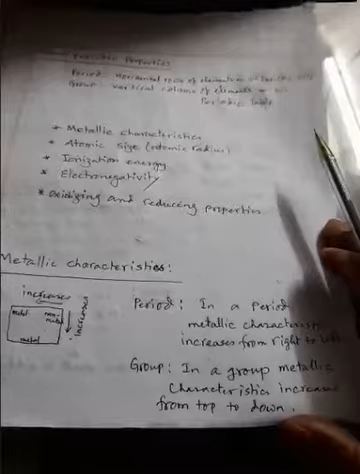 Periodic Properties
Period: Horizontal rows of elements
Group: vertical columns of elements
Periodic table
* Metallic characteristics
* Atomic size (atomic radius)
* Ionization energy
* Electronegativity
* Oxidizing and reducing properties
Metallic characteristics:
increases
metal non-metal
increases
metal
Period: In a period
metallic characteristics
increases from right to left
Group: In a group metallic
characteristics increases
from top to down.